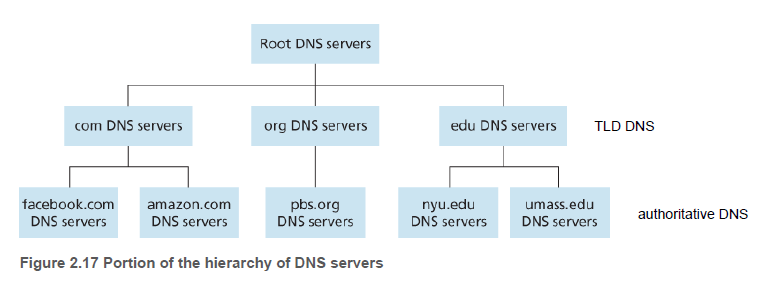 Root DNS servers
com DNS servers
org DNS servers
edu DNS servers
TLD DNS
facebook.com
DNS servers
amazon.com
DNS servers
pbs.org
DNS servers
nyu.edu
DNS servers
umass.edu
DNS servers
authoritative DNS
Figure 2.17 Portion of the hierarchy of DNS servers